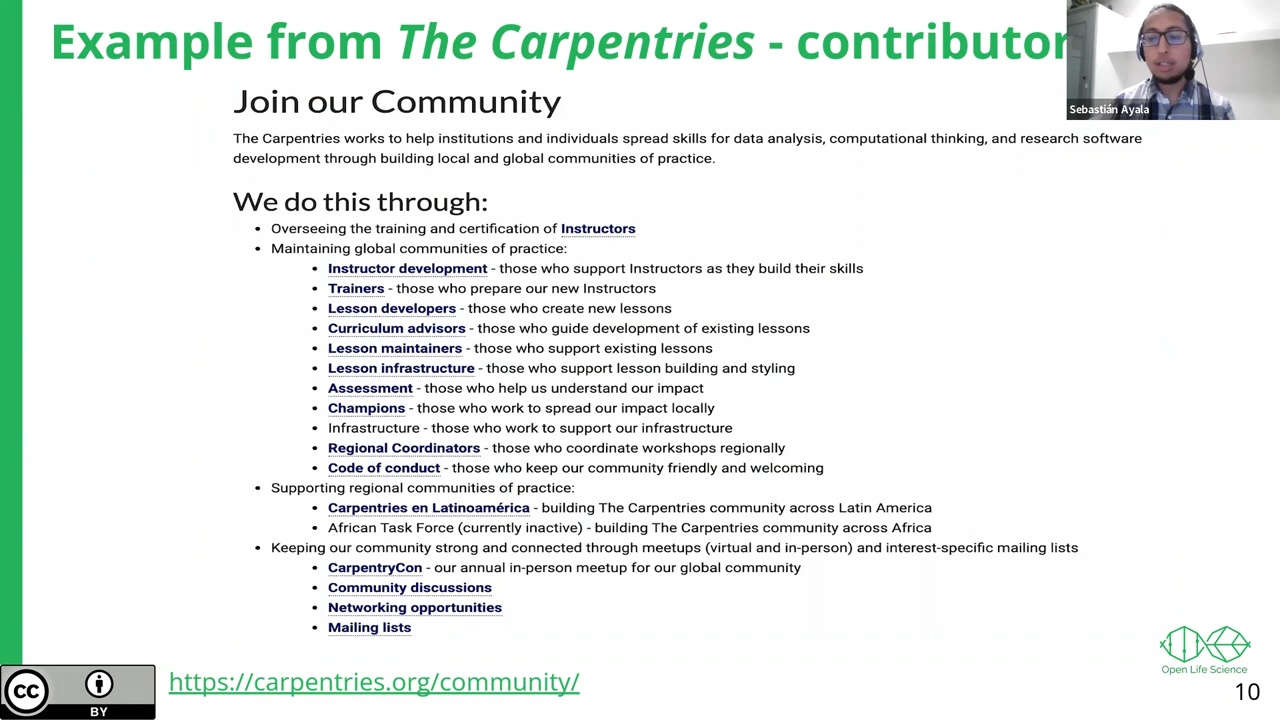 Example from The Carpentries - contributor
Sebastián Ayala
Join our Community
The Carpentries works to help institutions and individuals spread skills for data analysis, computational thinking, and research software
development through building local and global communities of practice.
We do this through:
• Overseeing the training and certification of Instructors
• Maintaining global communities of practice:
• Instructor development - those who support Instructors as they build their skills
• Trainers - those who prepare our new Instructors
• Lesson developers - those who create new lessons
• Curriculum advisors - those who guide development of existing lessons
• Lesson maintainers - those who support existing lessons
• Lesson infrastructure - those who support lesson building and styling
• Assessment - those who help us understand our impact
• Champions - those who work to spread our impact locally
• Infrastructure - those who work to support our infrastructure
• Regional Coordinators - those who coordinate workshops regionally
• Code of conduct - those who keep our community friendly and welcoming
• Supporting regional communities of practice:
• Carpentries en Latinoamérica - building The Carpentries community across Latin America
• African Task Force (currently inactive) - building The Carpentries community across Africa
• Keeping our community strong and connected through meetups (virtual and in-person) and interest-specific mailing lists
• CarpentryCon - our annual in-person meetup for our global community
• Community discussions
• Networking opportunities
• Mailing lists
Open Life Science
cc
BY
https://carpentries.org/community/
10